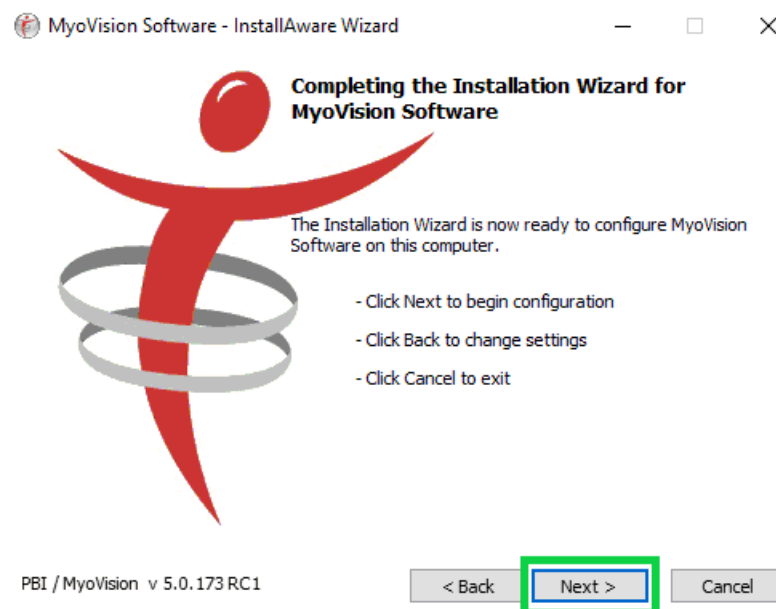 MyoVision Software - InstallAware Wizard
Completing the Installation Wizard for
MyoVision Software
The Installation Wizard is now ready to configure MyoVision
Software on this computer.
- Click Next to begin configuration
- Click Back to change settings
- Click Cancel to exit
PBI / MyoVision v 5.0.173 RC1
< Back
Next >
Cancel